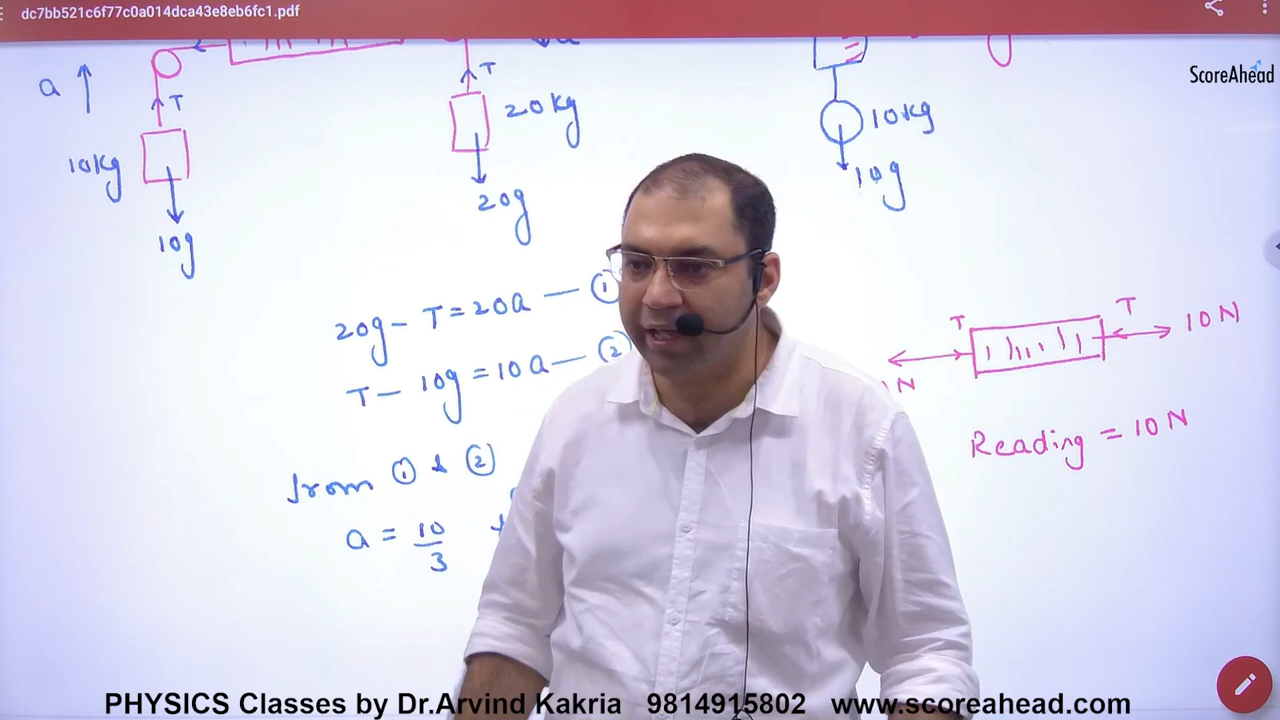 dc7bb521c6f77c0a014dca43e8eb6fc1.pdf
ScoreAhead
a
T
10kg
10g
T
20kg
20g
10kg
10g
20g - T = 20a — ①
T - 10g = 10a — ②
from ① & ②
a = 10/3
T
T
10 N
N
Reading = 10 N
PHYSICS Classes by Dr.Arvind Kakria 9814915802 www.scoreahead.com